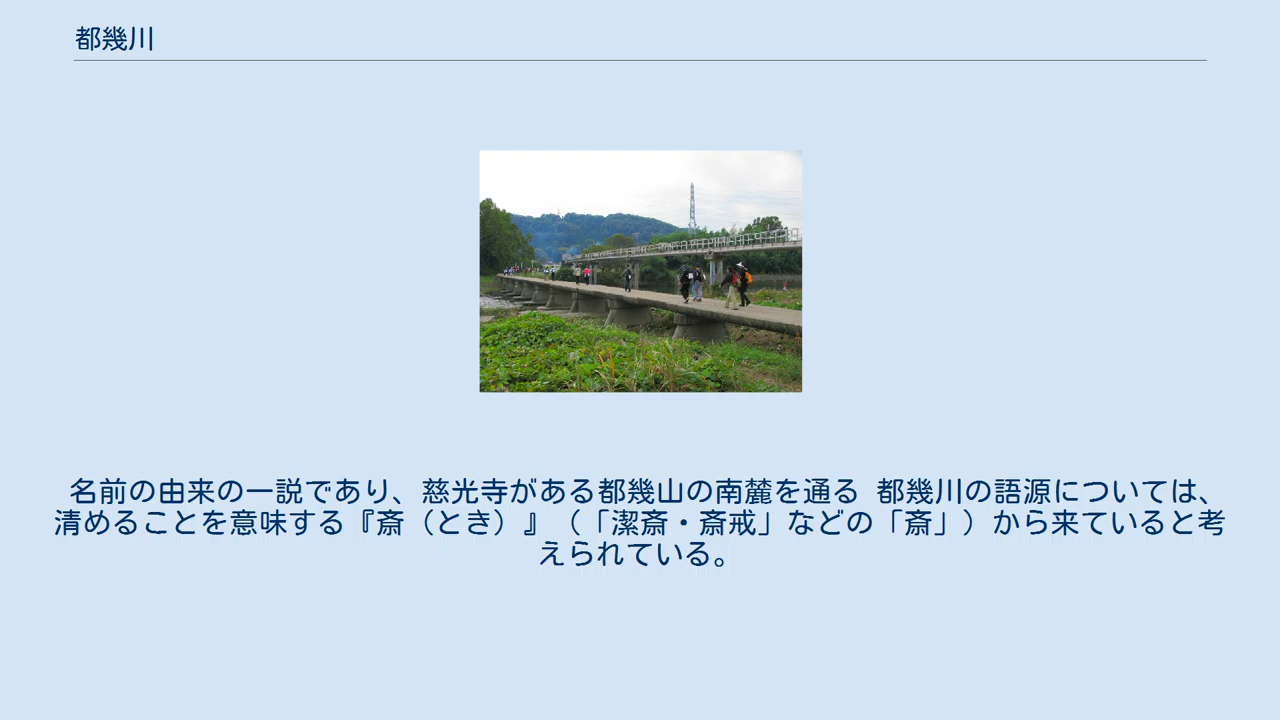 都幾川
名前の由来の一説であり、慈光寺がある都幾山の南麓を通る 都幾川の語源については、
清めることを意味する『斎（とき）』（「潔斎・斎戒」などの「斎」）から来ていると考
えられている。